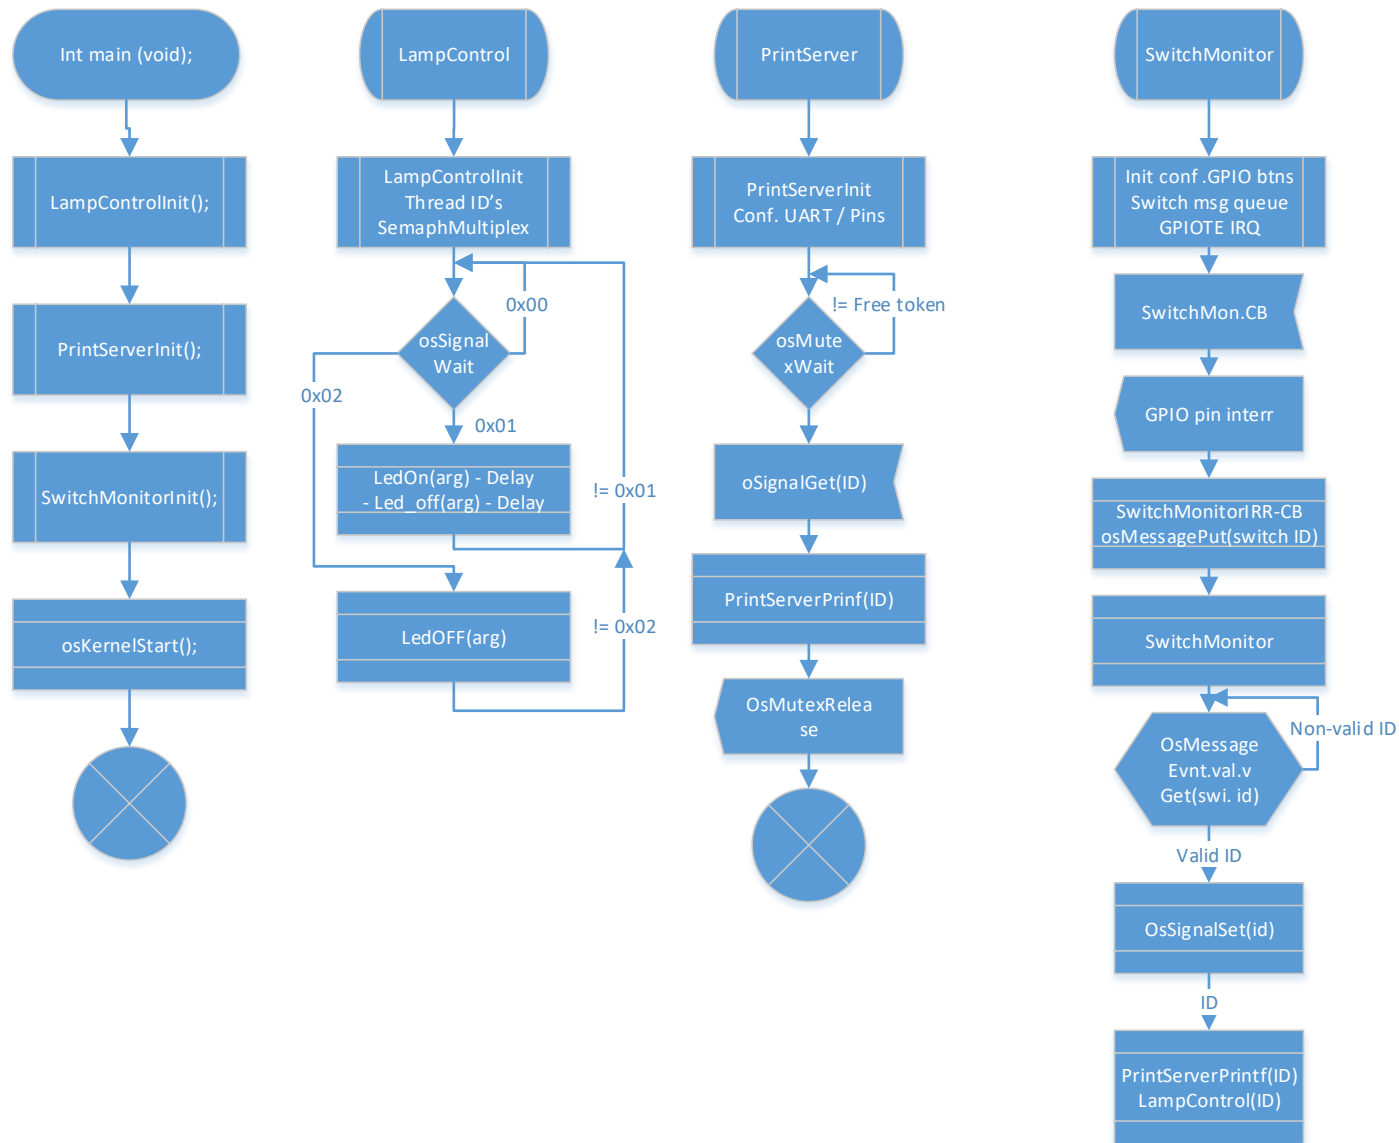 Int main (void);
LampControlInit();
PrintServerInit();
SwitchMonitorInit();
osKernelStart();
LampControl
LampControlInit
Thread ID’s
SemaphMultiplex
0x00
osSignal
Wait
0x02
0x01
LedOn(arg) - Delay
- Led_off(arg) - Delay
!= 0x01
LedOFF(arg)
!= 0x02
PrintServer
PrintServerInit
Conf. UART / Pins
!= Free token
osMute
xWait
oSignalGet(ID)
PrintServerPrinf(ID)
OsMutexRelea
se
SwitchMonitor
Init conf .GPIO btns
Switch msg queue
GPIOTE IRQ
SwitchMon.CB
GPIO pin interr
SwitchMonitorIRR-CB
osMessagePut(switch ID)
SwitchMonitor
Non-valid ID
OsMessage
Evnt.val.v
Get(swi. id)
Valid ID
OsSignalSet(id)
ID
PrintServerPrintf(ID)
LampControl(ID)